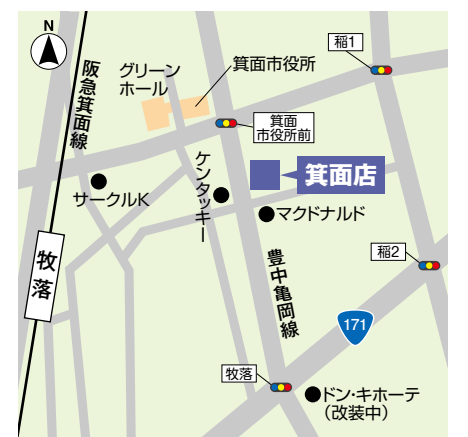 N
稲1
阪急箕面線
グリーン
ホール
箕面市役所
箕面
市役所前
箕面店
サークルK
ケンタッキー
マクドナルド
牧落
豊中亀岡線
稲2
171
牧落
ドン・キホーテ
(改装中)